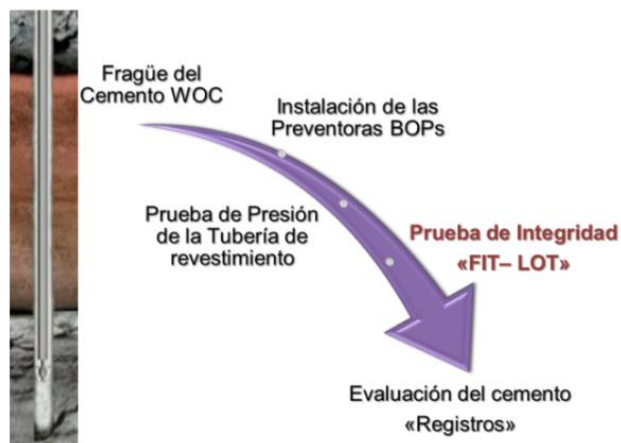 Fragüe del
Cemento WOC
Instalación de las
Preventoras BOPs
Prueba de Presión
de la Tubería de
revestimiento
Prueba de Integridad
«FIT– LOT»
Evaluación del cemento
«Registros»